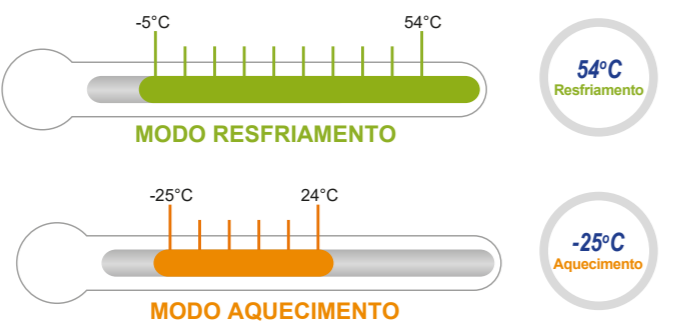 -5°C 54°C
54°C
Resfriamento
MODO RESFRIAMENTO
-25°C 24°C
-25°C
Aquecimento
MODO AQUECIMENTO